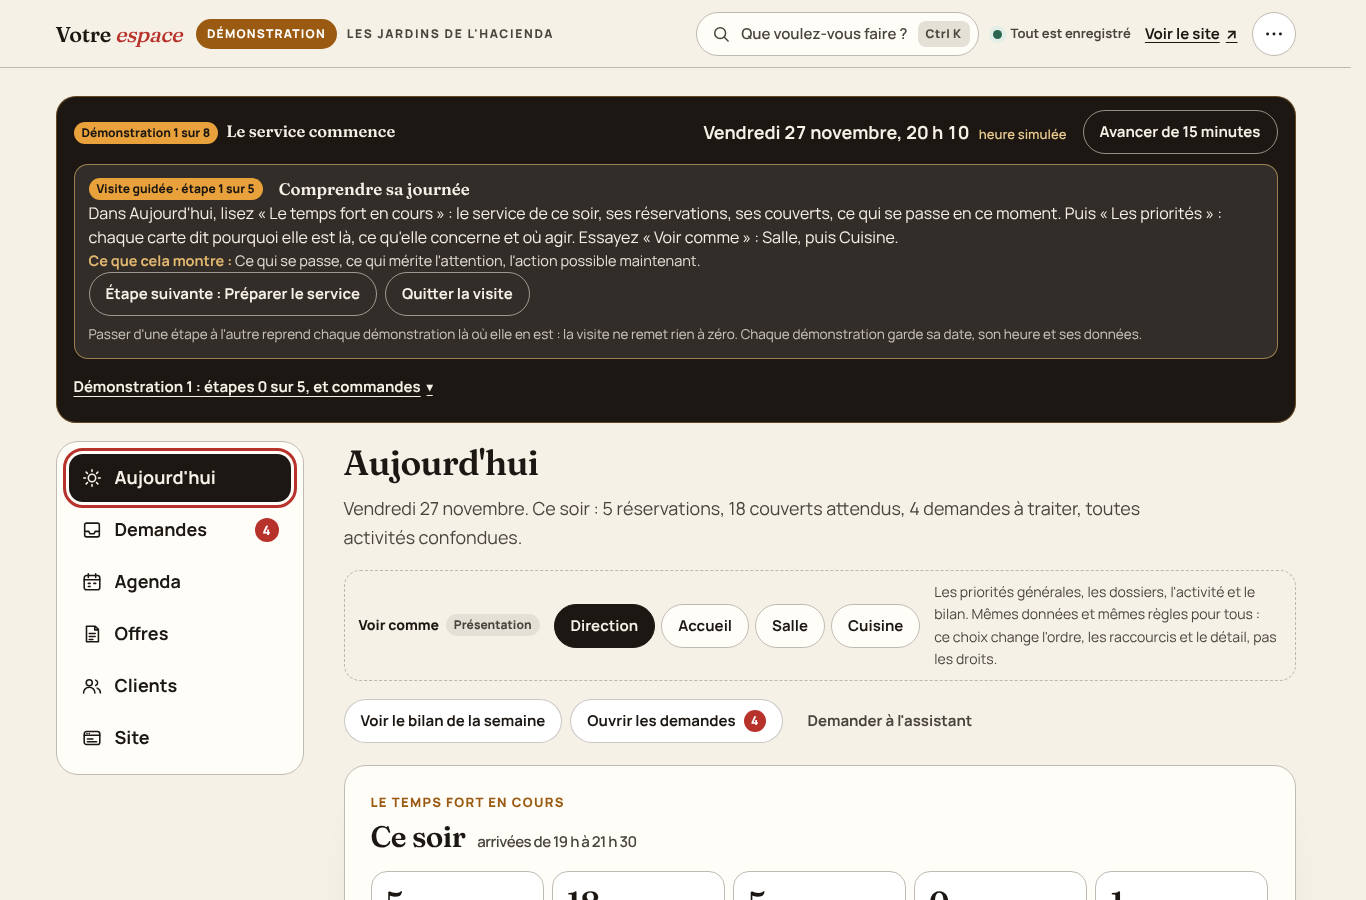 Votre espace DÉMONSTRATION LES JARDINS DE L'HACIENDA Que voulez-vous faire ? Ctrl K Tout est enregistré Voir le site ↗ ...
Démonstration 1 sur 8 Le service commence Vendredi 27 novembre, 20 h 10 heure simulée Avancer de 15 minutes
Visite guidée · étape 1 sur 5 Comprendre sa journée
Dans Aujourd'hui, lisez « Le temps fort en cours » : le service de ce soir, ses réservations, ses couverts, ce qui se passe en ce moment. Puis « Les priorités » :
chaque carte dit pourquoi elle est là, ce qu'elle concerne et où agir. Essayez « Voir comme » : Salle, puis Cuisine.
Ce que cela montre : Ce qui se passe, ce qui mérite l'attention, l'action possible maintenant.
Étape suivante : Préparer le service Quitter la visite
Passer d'une étape à l'autre reprend chaque démonstration là où elle en est : la visite ne remet rien à zéro. Chaque démonstration garde sa date, son heure et ses données.
Démonstration 1 : étapes 0 sur 5, et commandes ▾
Aujourd'hui
Demandes 4
Agenda
Offres
Clients
Site
Aujourd'hui
Vendredi 27 novembre. Ce soir : 5 réservations, 18 couverts attendus, 4 demandes à traiter, toutes
activités confondues.
Voir comme Présentation Direction Accueil Salle Cuisine
Les priorités générales, les dossiers, l'activité et le
bilan. Mêmes données et mêmes règles pour tous :
ce choix change l'ordre, les raccourcis et le détail, pas
les droits.
Voir le bilan de la semaine Ouvrir les demandes 4 Demander à l'assistant
LE TEMPS FORT EN COURS
Ce soir arrivées de 19 h à 21 h 30
5 18 5 0 1